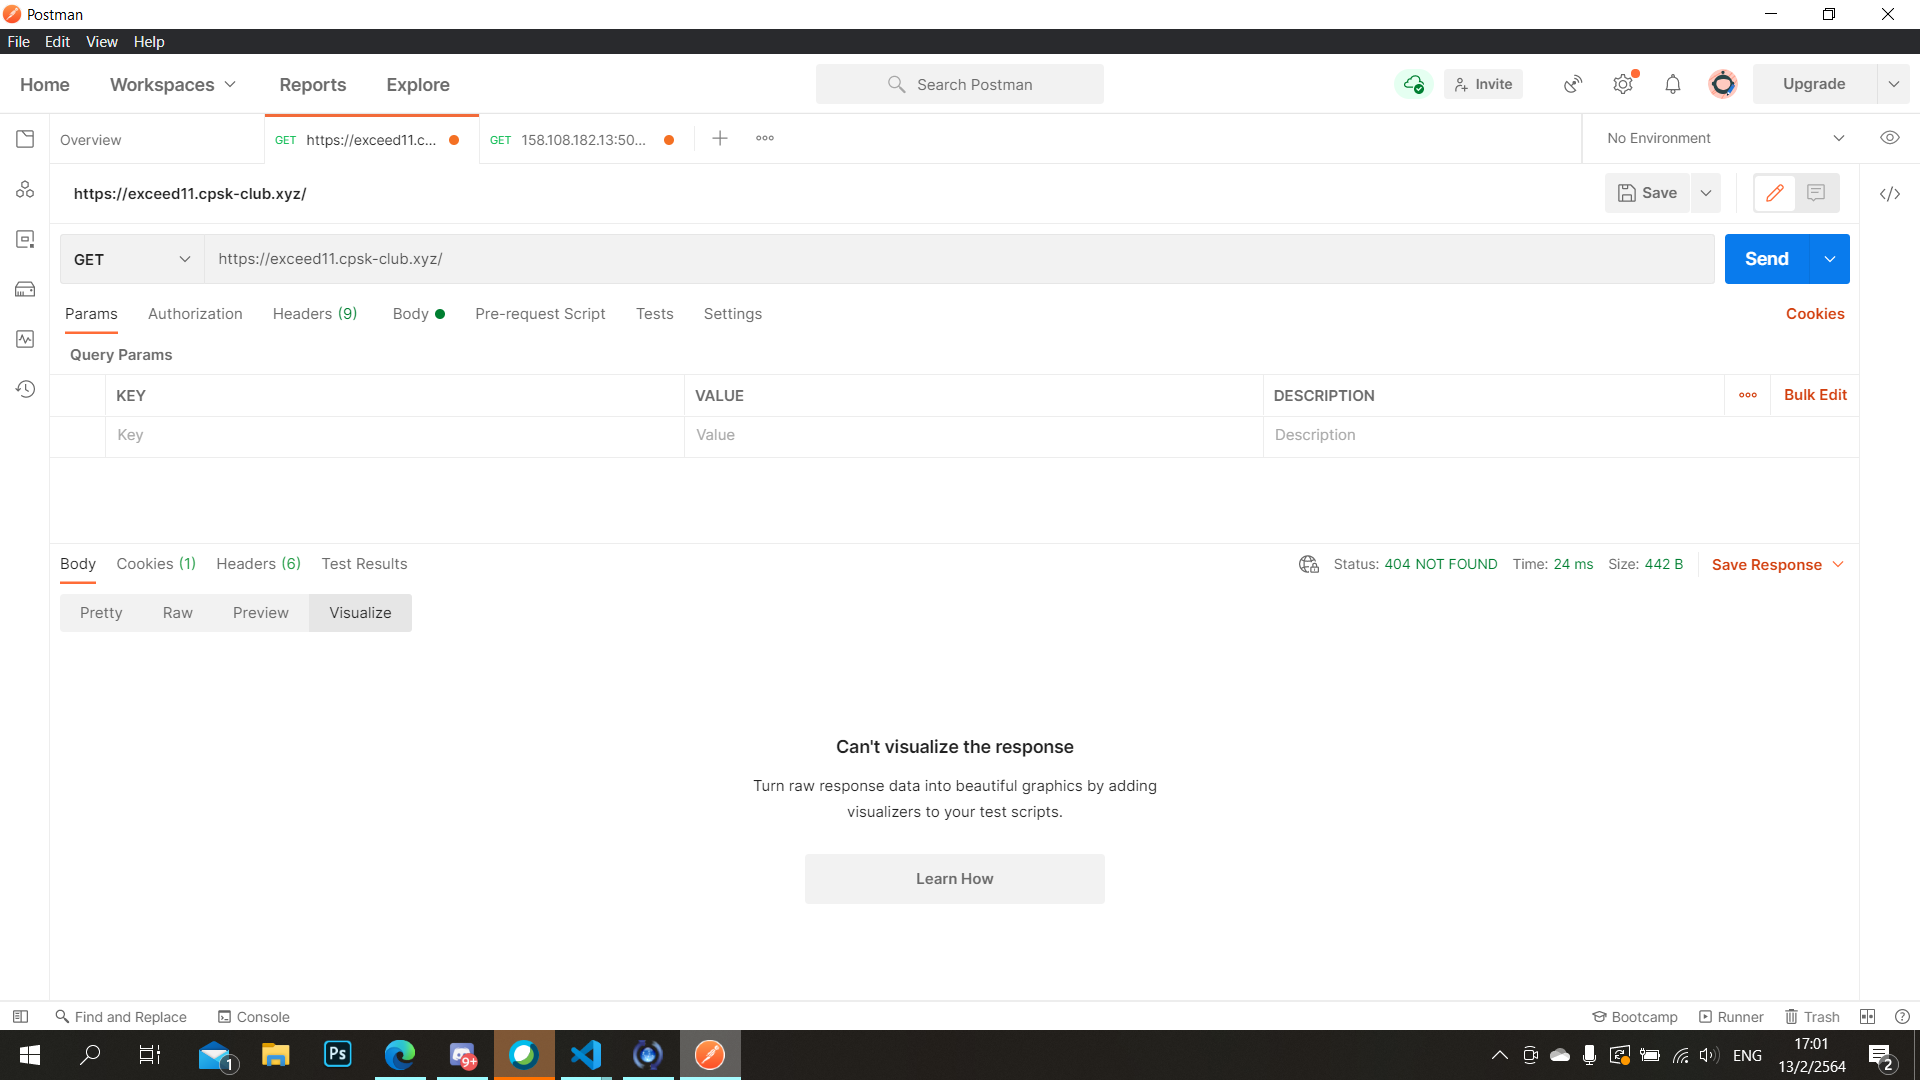 Postman
File Edit View Help
Home Workspaces Reports Explore Search Postman Invite Upgrade
Overview GET https://exceed11.c... GET 158.108.182.13:50... No Environment
https://exceed11.cpsk-club.xyz/ Save
GET https://exceed11.cpsk-club.xyz/ Send
Params Authorization Headers (9) Body Pre-request Script Tests Settings Cookies
Query Params
KEY VALUE DESCRIPTION Bulk Edit
Key Value Description
Body Cookies (1) Headers (6) Test Results Status: 404 NOT FOUND Time: 24 ms Size: 442 B Save Response
Pretty Raw Preview Visualize
Can't visualize the response
Turn raw response data into beautiful graphics by adding
visualizers to your test scripts.
Learn How
Find and Replace Console Bootcamp Runner Trash
1 Ps 9+ ENG 17:01
13/2/2564 2